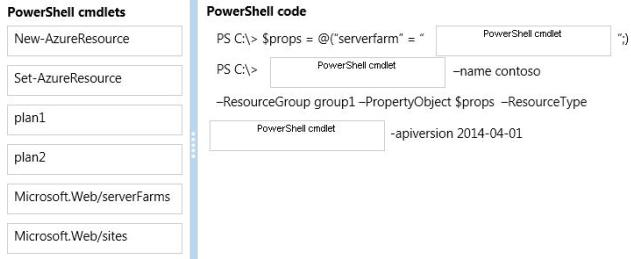 PowerShell cmdlets
New-AzureResource
Set-AzureResource
plan1
plan2
Microsoft.Web/serverFarms
Microsoft.Web/sites
PowerShell code
PS C:\> $props = @(“serverfarm” = “ PowerShell cmdlet “;)
PS C:\> PowerShell cmdlet –name contoso
–ResourceGroup group1 –PropertyObject $props –ResourceType
PowerShell cmdlet -apiversion 2014-04-01